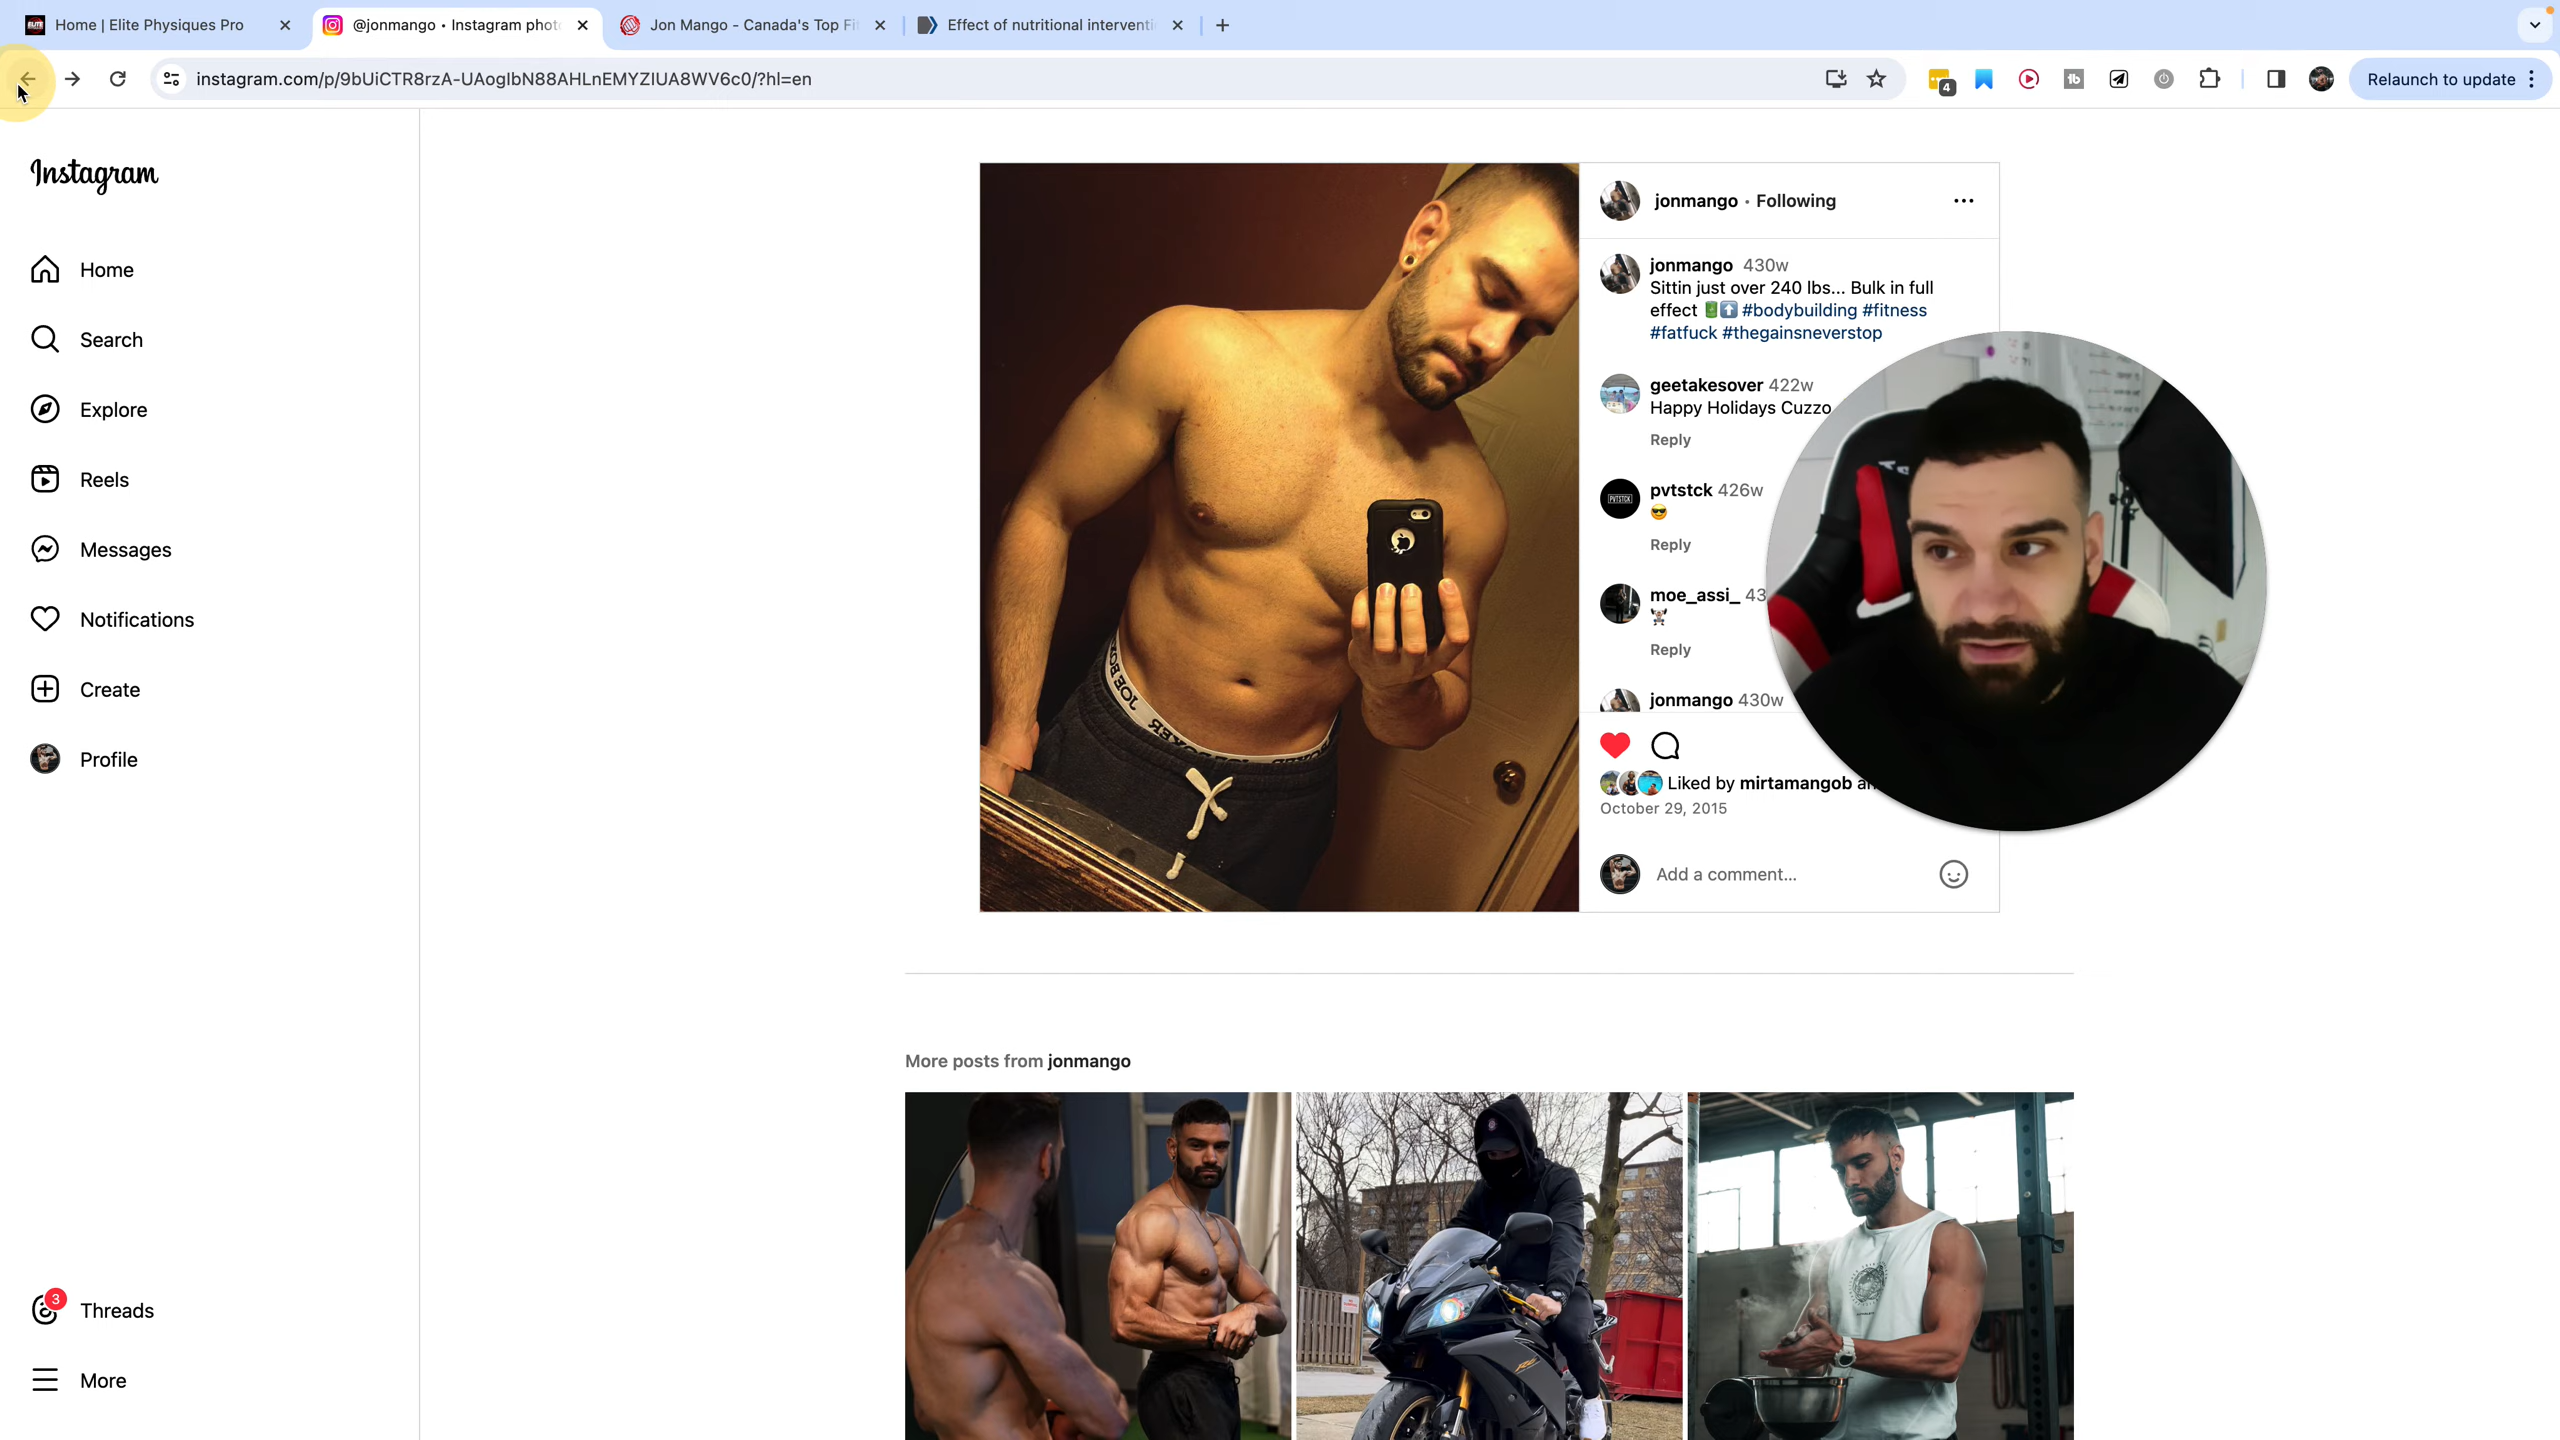 Home | Elite Physiques Pro
@jonmango • Instagram phot
Jon Mango - Canada's Top Fi
Effect of nutritional interventi
instagram.com/p/9bUiCTR8rzA-UAogIbN88AHLnEMYZIUA8WV6c0/?hl=en
4
Relaunch to update
Instagram
Home
Search
Explore
Reels
Messages
Notifications
Create
Profile
3
Threads
More
jonmango • Following
jonmango 430w
Sittin just over 240 lbs... Bulk in full
effect 🔋⬆️ #bodybuilding #fitness
#fatfuck #thegainsneverstop
geetakesover 422w
Happy Holidays Cuzzo
Reply
pvtstck 426w
😎
Reply
moe_assi_ 43
Reply
jonmango 430w
Liked by mirtamangob
October 29, 2015
Add a comment...
More posts from jonmango